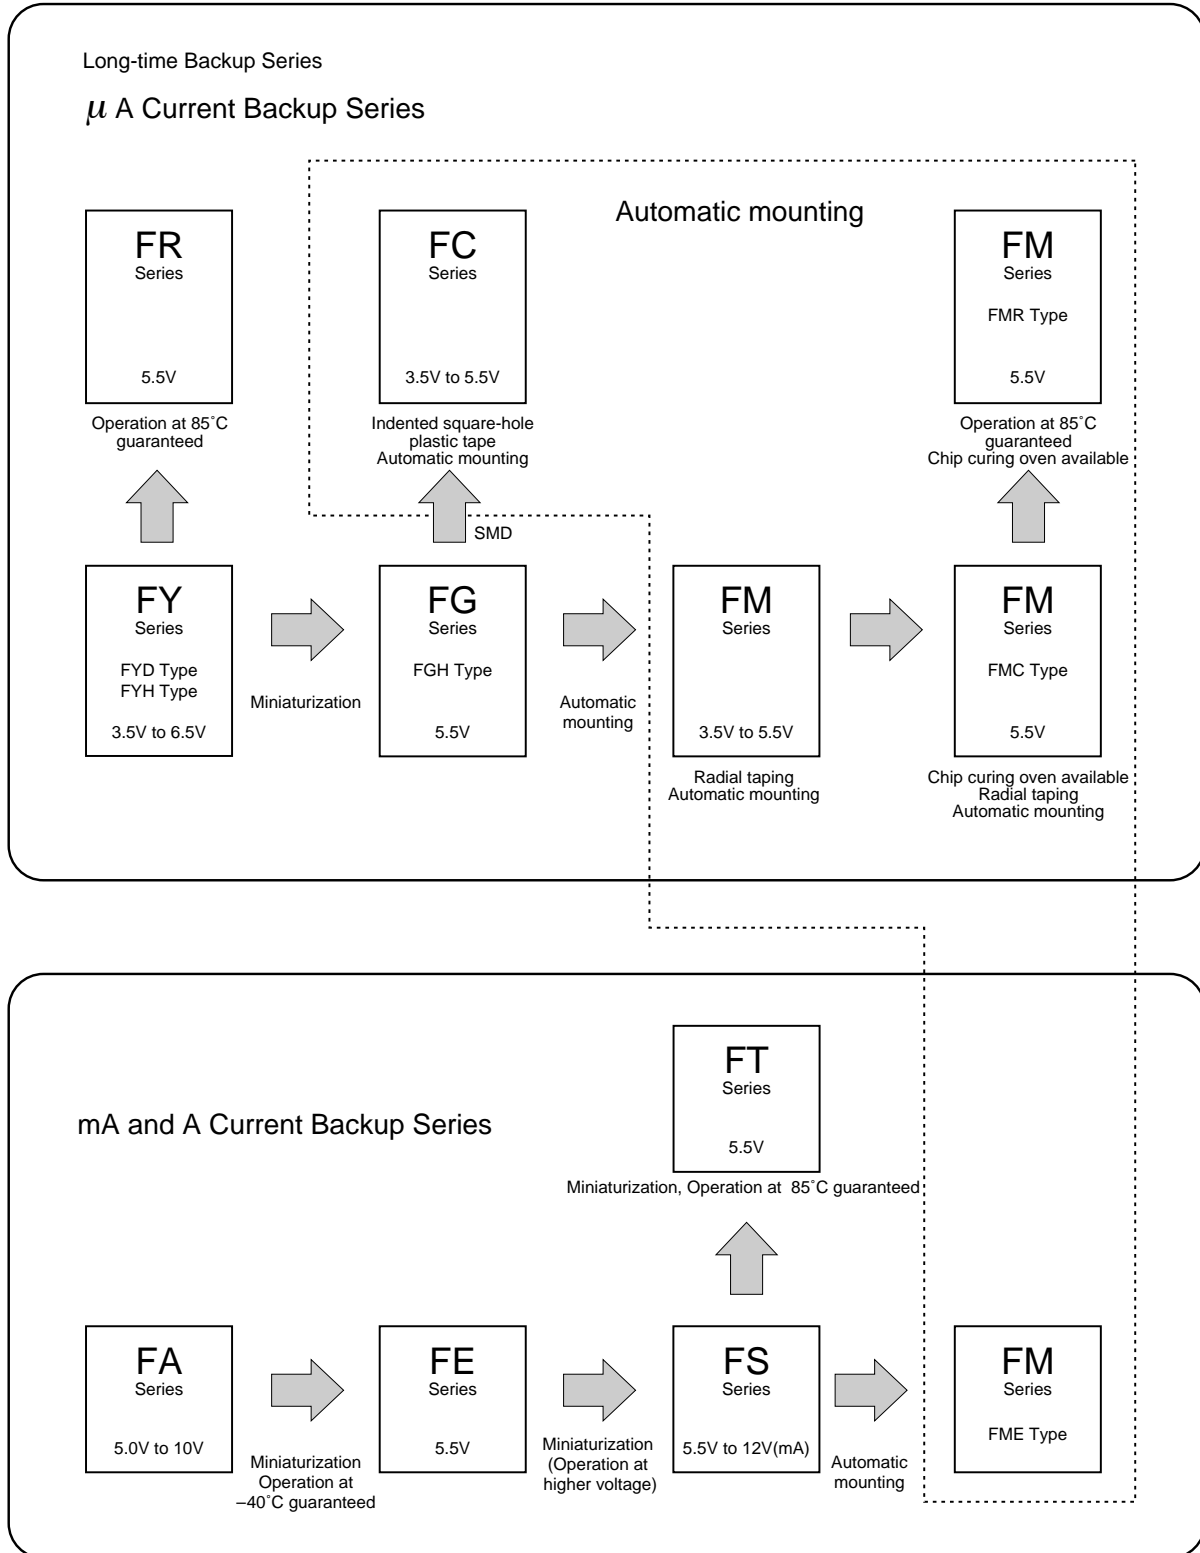 Long-time Backup Series
μ A Current Backup Series
Automatic mounting
FR
Series
5.5V
Operation at 85˚C
guaranteed
FC
Series
3.5V to 5.5V
Indented square-hole
plastic tape
Automatic mounting
FM
Series
FMR Type
5.5V
Operation at 85˚C
guaranteed
Chip curing oven available
SMD
FY
Series
FYD Type
FYH Type
3.5V to 6.5V
Miniaturization
FG
Series
FGH Type
5.5V
Automatic
mounting
FM
Series
3.5V to 5.5V
Radial taping
Automatic mounting
FM
Series
FMC Type
5.5V
Chip curing oven available
Radial taping
Automatic mounting
mA and A Current Backup Series
FT
Series
5.5V
Miniaturization, Operation at 85˚C guaranteed
FA
Series
5.0V to 10V
Miniaturization
Operation at
–40˚C guaranteed
FE
Series
5.5V
Miniaturization
(Operation at
higher voltage)
FS
Series
5.5V to 12V(mA)
Automatic
mounting
FM
Series
FME Type